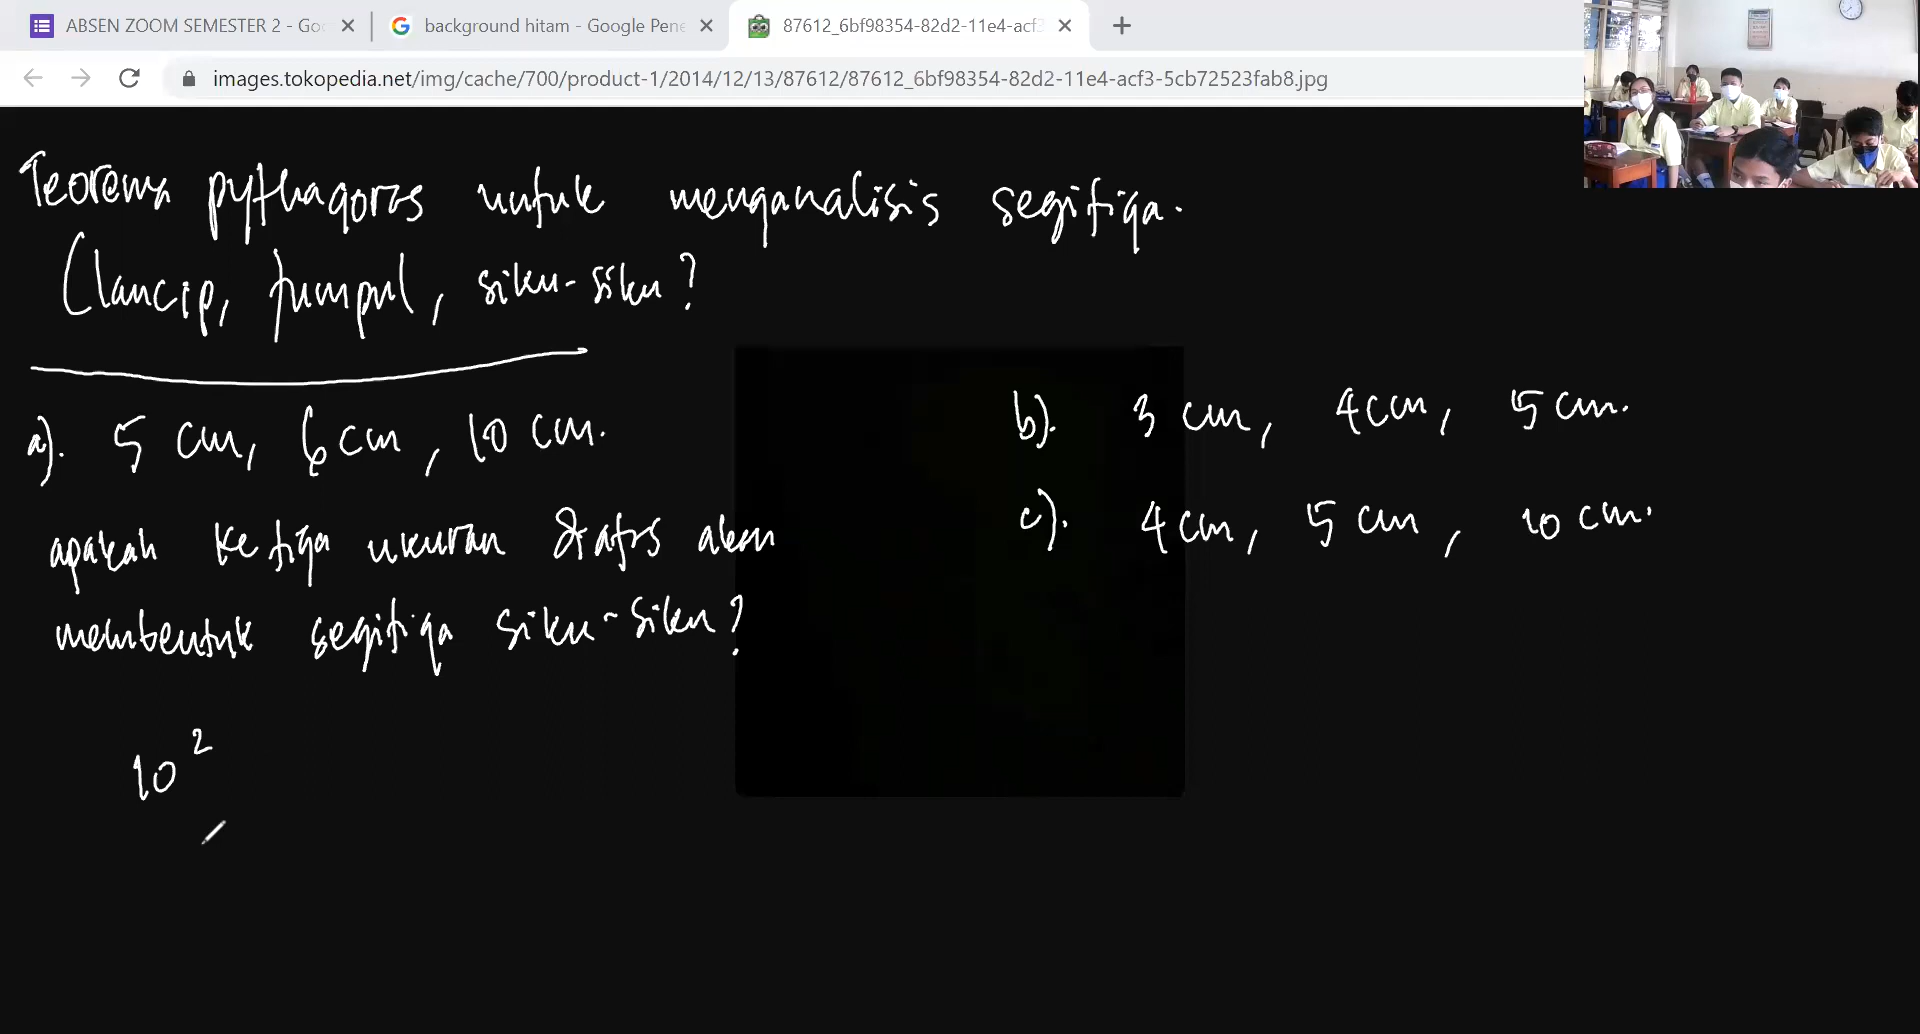 ABSEN ZOOM SEMESTER 2 - Goo
background hitam - Google Pene
87612_6bf98354-82d2-11e4-acf3
images.tokopedia.net/img/cache/700/product-1/2014/12/13/87612/87612_6bf98354-82d2-11e4-acf3-5cb72523fab8.jpg
Teorema pythagoras untuk menganalisis segitiga.
(lancip, tumpul, siku-siku?
a). 5 cm, 6 cm, 10 cm.
apakah ketiga ukuran diatas akan
membentuk segitiga siku-siku?
10²
b). 3 cm, 4 cm, 5 cm.
c). 4 cm, 5 cm, 10 cm.